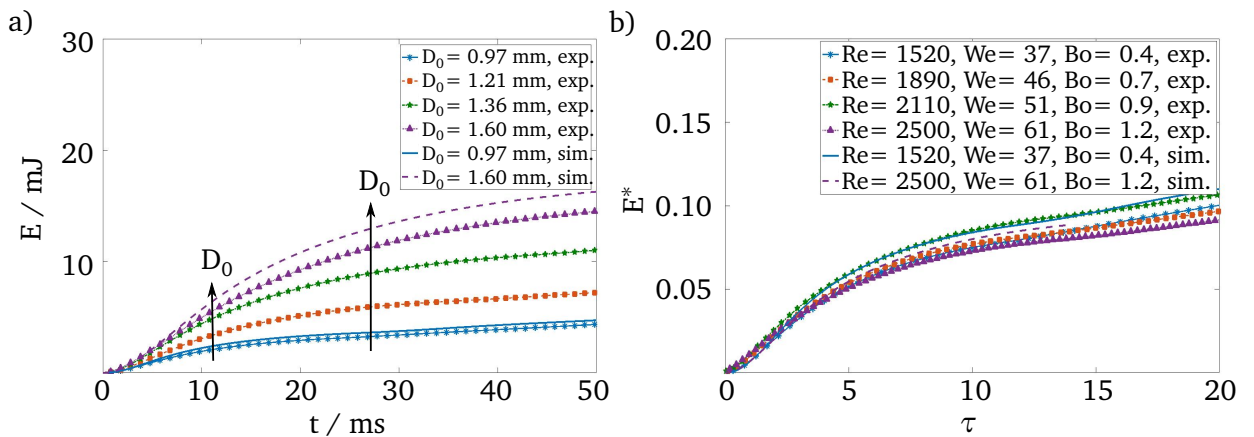 a)
30
20
10
0
10
20
30
40
50
E / mJ
t / ms
D₀= 0.97 mm, exp.
D₀= 1.21 mm, exp.
D₀= 1.36 mm, exp.
D₀= 1.60 mm, exp.
D₀= 0.97 mm, sim.
D₀= 1.60 mm, sim.
D₀
D₀
b)
0.20
0.15
0.10
0.05
0
5
10
15
20
E*
τ
Re= 1520, We= 37, Bo= 0.4, exp.
Re= 1890, We= 46, Bo= 0.7, exp.
Re= 2110, We= 51, Bo= 0.9, exp.
Re= 2500, We= 61, Bo= 1.2, exp.
Re= 1520, We= 37, Bo= 0.4, sim.
Re= 2500, We= 61, Bo= 1.2, sim.